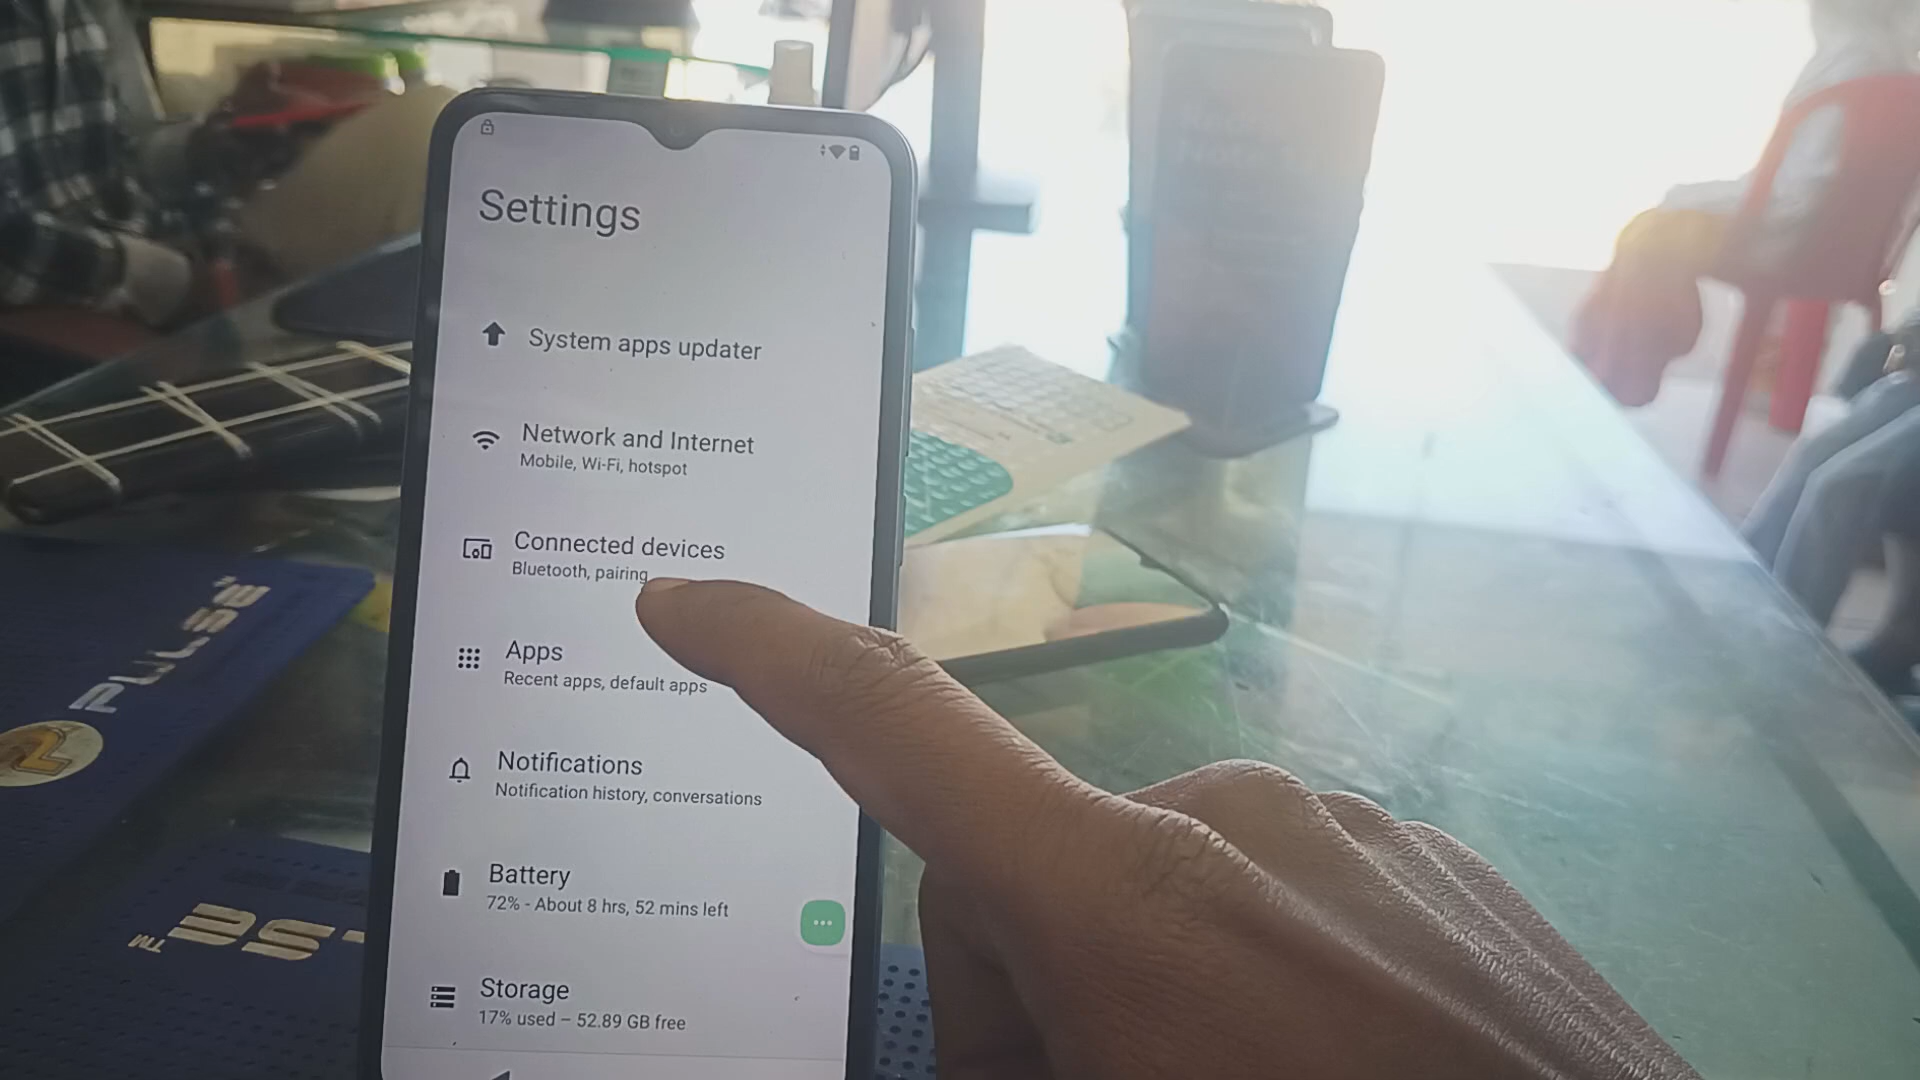 Settings
System apps updater
Network and Internet
Mobile, Wi-Fi, hotspot
Connected devices
Bluetooth, pairing
Apps
Recent apps, default apps
Notifications
Notification history, conversations
Battery
72% - About 8 hrs, 52 mins left
Storage
17% used – 52.89 GB free
PULSE